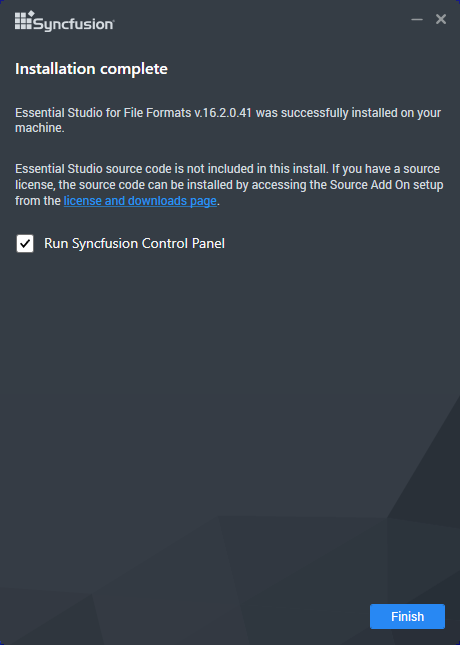 Syncfusion
Installation complete
Essential Studio for File Formats v.16.2.0.41 was successfully installed on your
machine.
Essential Studio source code is not included in this install. If you have a source
license, the source code can be installed by accessing the Source Add On setup
from the license and downloads page.
Run Syncfusion Control Panel
Finish